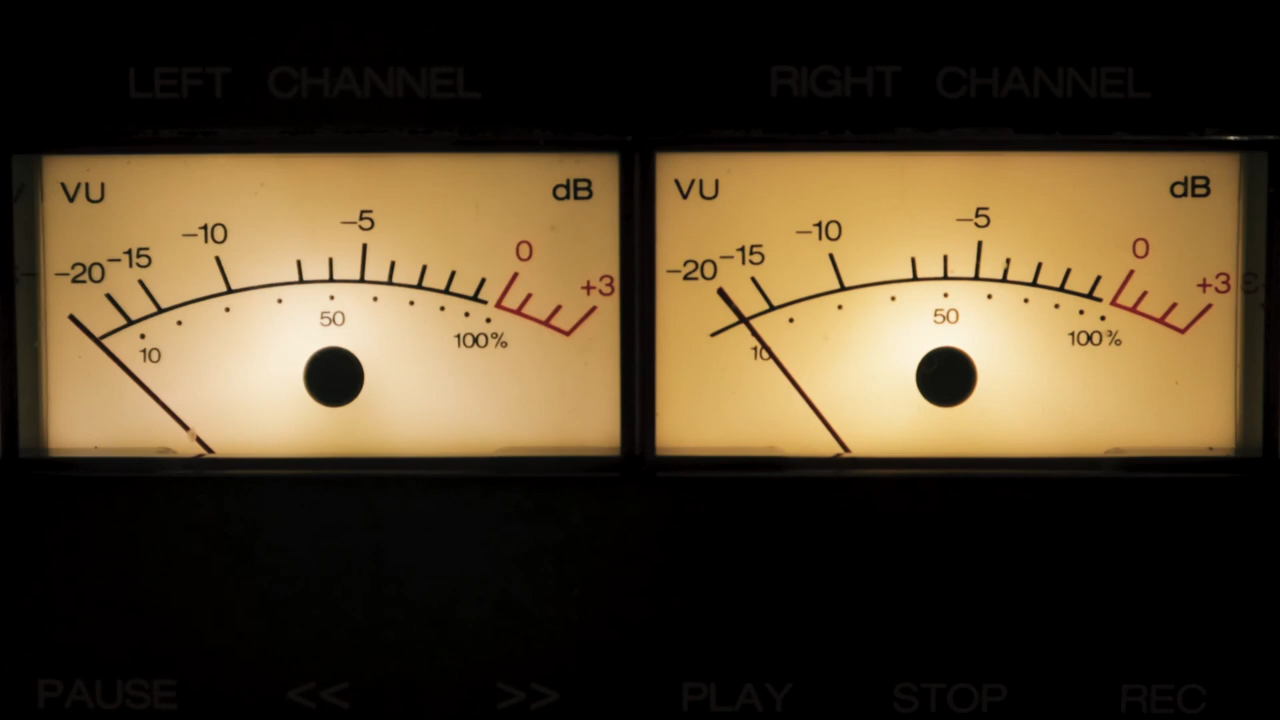 LEFT CHANNEL
RIGHT CHANNEL
VU
dB
-20
-15
-10
-5
0
+3
10
50
100%
VU
dB
-20
-15
-10
-5
0
+3
10
50
100%
PAUSE
<<
>>
PLAY
STOP
REC